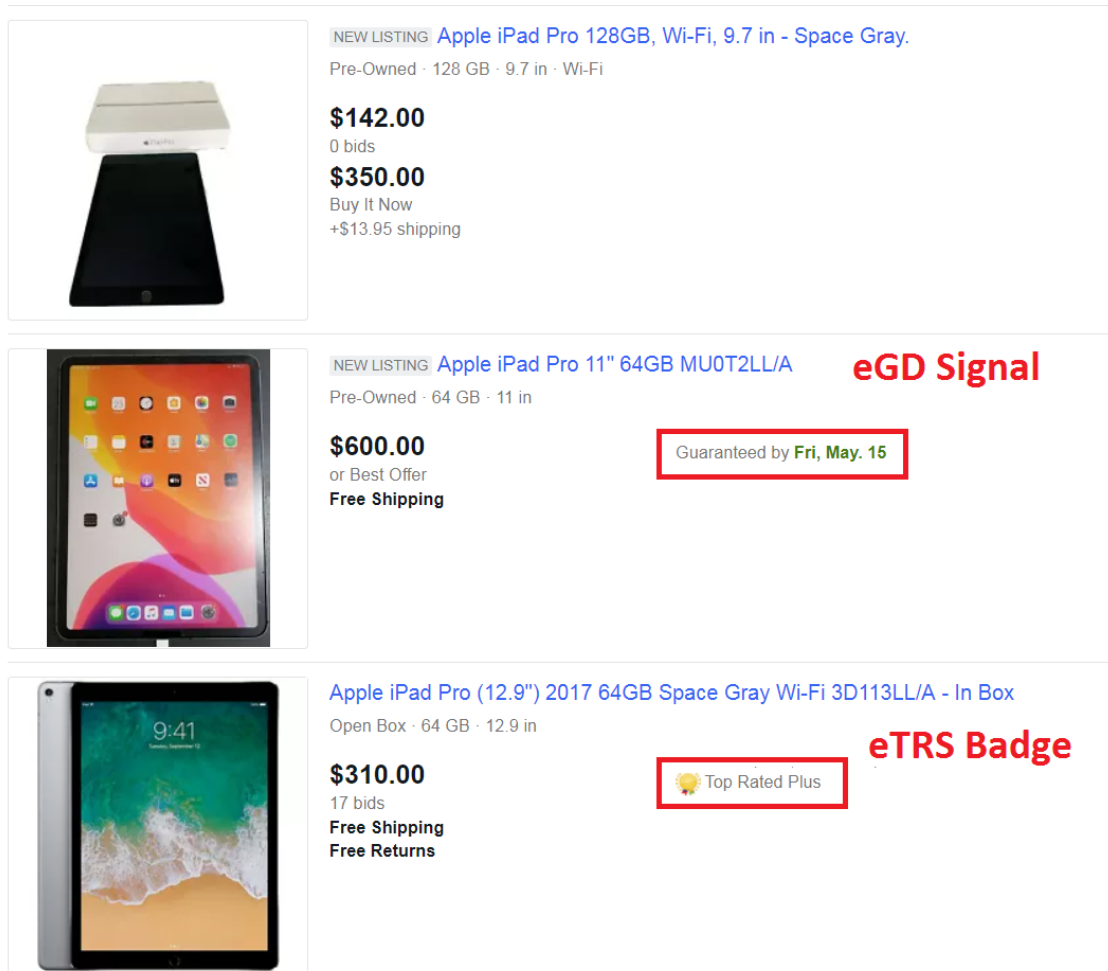 NEW LISTING Apple iPad Pro 128GB, Wi-Fi, 9.7 in - Space Gray.
Pre-Owned · 128 GB · 9.7 in · Wi-Fi
$142.00
0 bids
$350.00
Buy It Now
+$13.95 shipping
NEW LISTING Apple iPad Pro 11" 64GB MU0T2LL/A
eGD Signal
Pre-Owned · 64 GB · 11 in
$600.00
Guaranteed by Fri, May. 15
or Best Offer
Free Shipping
Apple iPad Pro (12.9") 2017 64GB Space Gray Wi-Fi 3D113LL/A - In Box
Open Box · 64 GB · 12.9 in
eTRS Badge
$310.00
Top Rated Plus
17 bids
Free Shipping
Free Returns
9:41
Tuesday, September 12